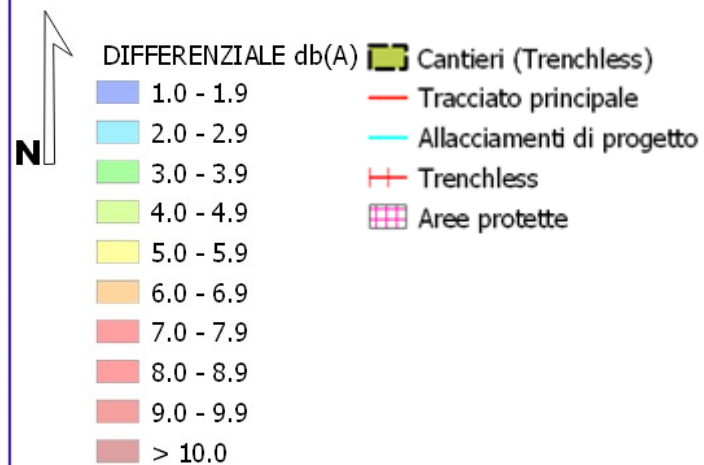 N
DIFFERENZIALE db(A)
1.0 - 1.9
2.0 - 2.9
3.0 - 3.9
4.0 - 4.9
5.0 - 5.9
6.0 - 6.9
7.0 - 7.9
8.0 - 8.9
9.0 - 9.9
> 10.0
Cantieri (Trenchless)
Tracciato principale
Allacciamenti di progetto
Trenchless
Aree protette